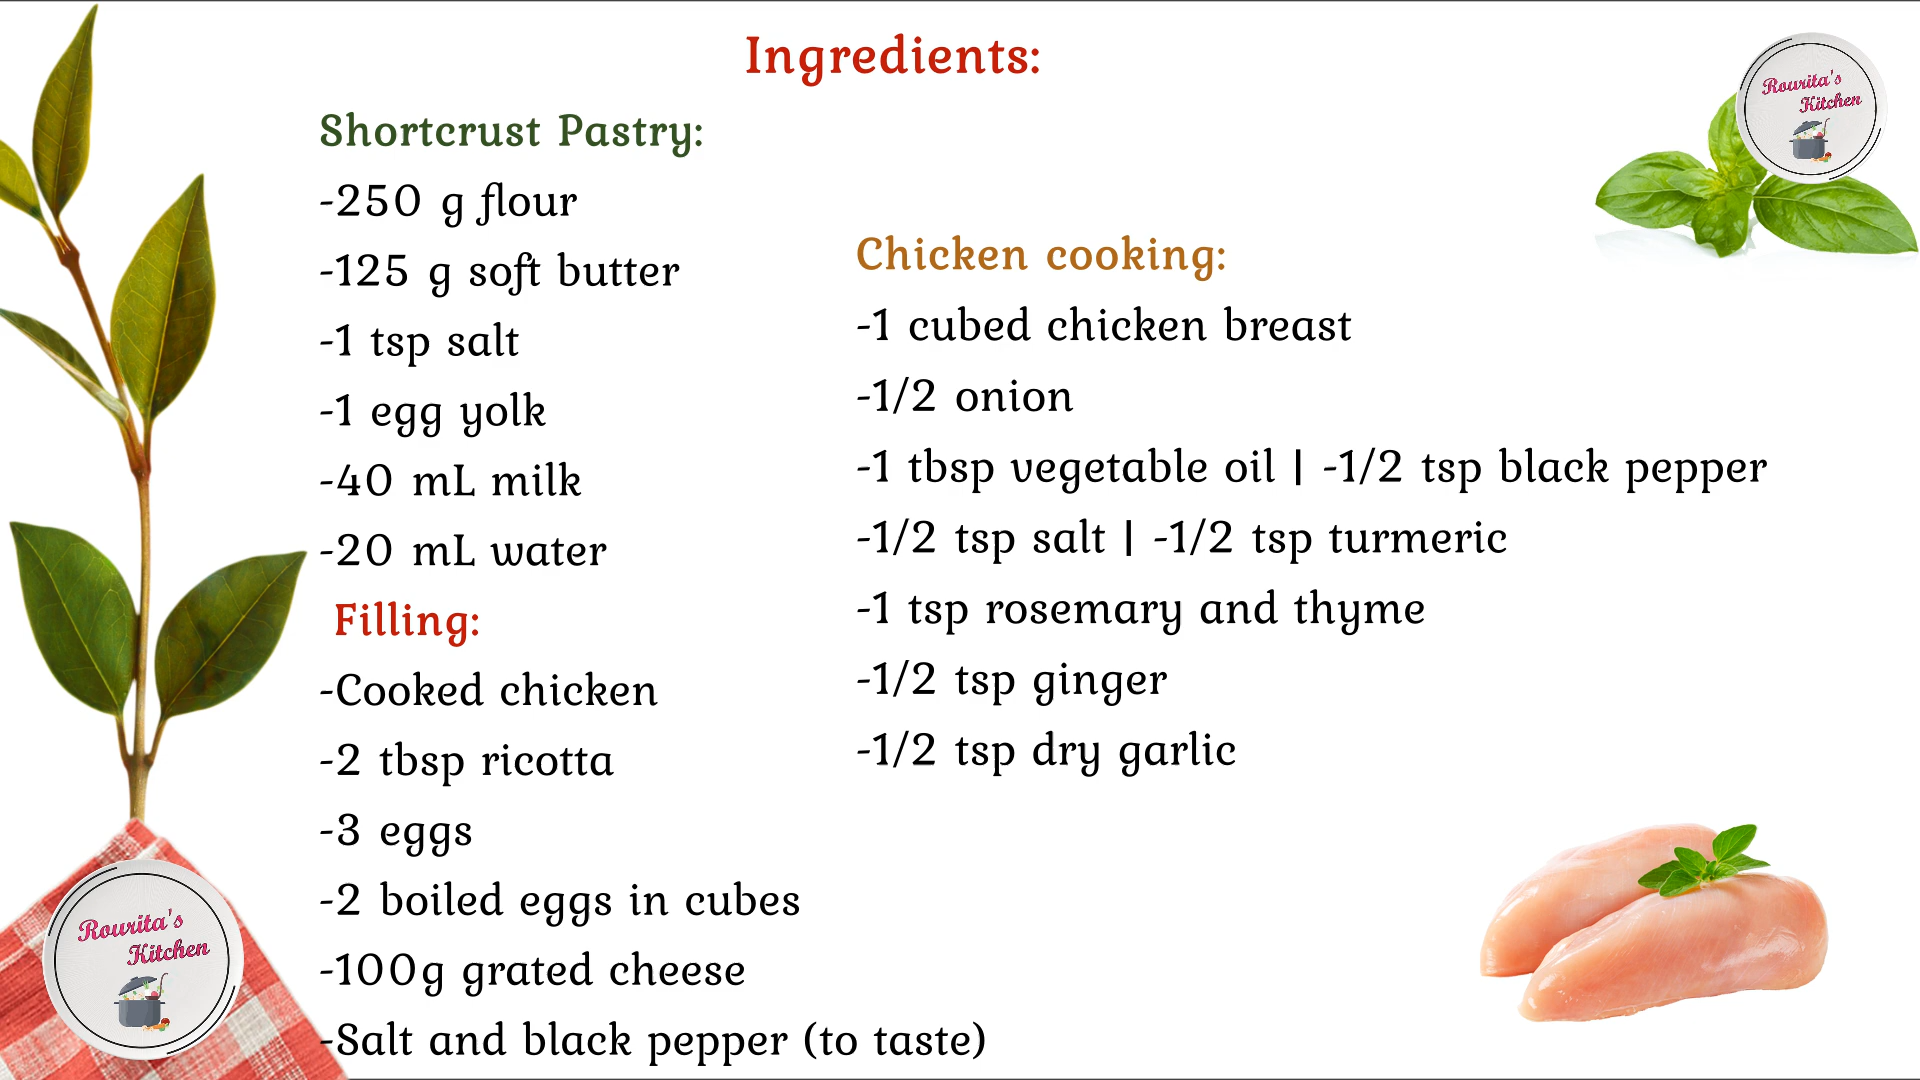 Ingredients:
Shortcrust Pastry:
-250 g flour
-125 g soft butter
-1 tsp salt
-1 egg yolk
-40 mL milk
-20 mL water
Filling:
-Cooked chicken
-2 tbsp ricotta
-3 eggs
-2 boiled eggs in cubes
-100g grated cheese
-Salt and black pepper (to taste)
Chicken cooking:
-1 cubed chicken breast
-1/2 onion
-1 tbsp vegetable oil | -1/2 tsp black pepper
-1/2 tsp salt | -1/2 tsp turmeric
-1 tsp rosemary and thyme
-1/2 tsp ginger
-1/2 tsp dry garlic
Rourita's
Kitchen
Rourita's
Kitchen